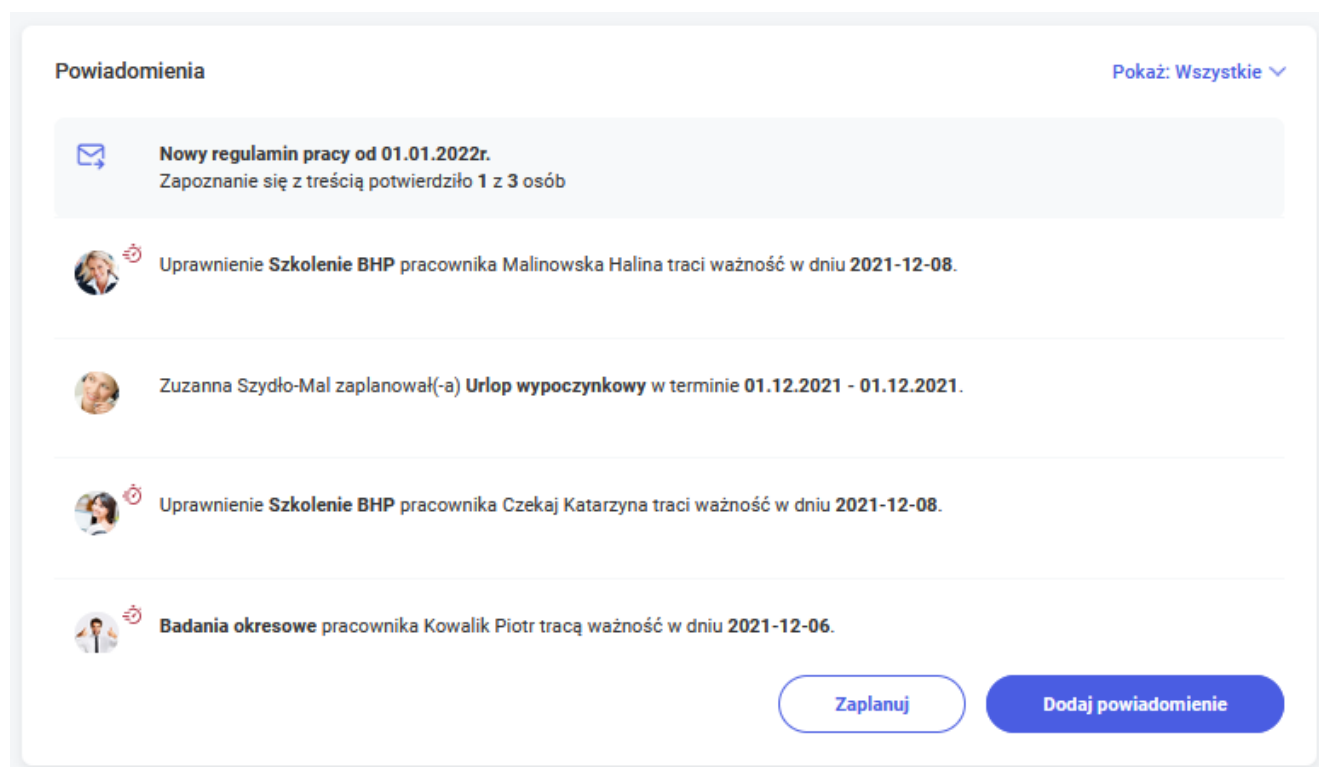 Powiadomienia
Pokaż: Wszystkie
Nowy regulamin pracy od 01.01.2022r.
Zapoznanie się z treścią potwierdziło 1 z 3 osób
Uprawnienie Szkolenie BHP pracownika Malinowska Halina traci ważność w dniu 2021-12-08.
Zuzanna Szydło-Mal zaplanował(-a) Urlop wypoczynkowy w terminie 01.12.2021 - 01.12.2021.
Uprawnienie Szkolenie BHP pracownika Czekaj Katarzyna traci ważność w dniu 2021-12-08.
Badania okresowe pracownika Kowalik Piotr tracą ważność w dniu 2021-12-06.
Zaplanuj
Dodaj powiadomienie